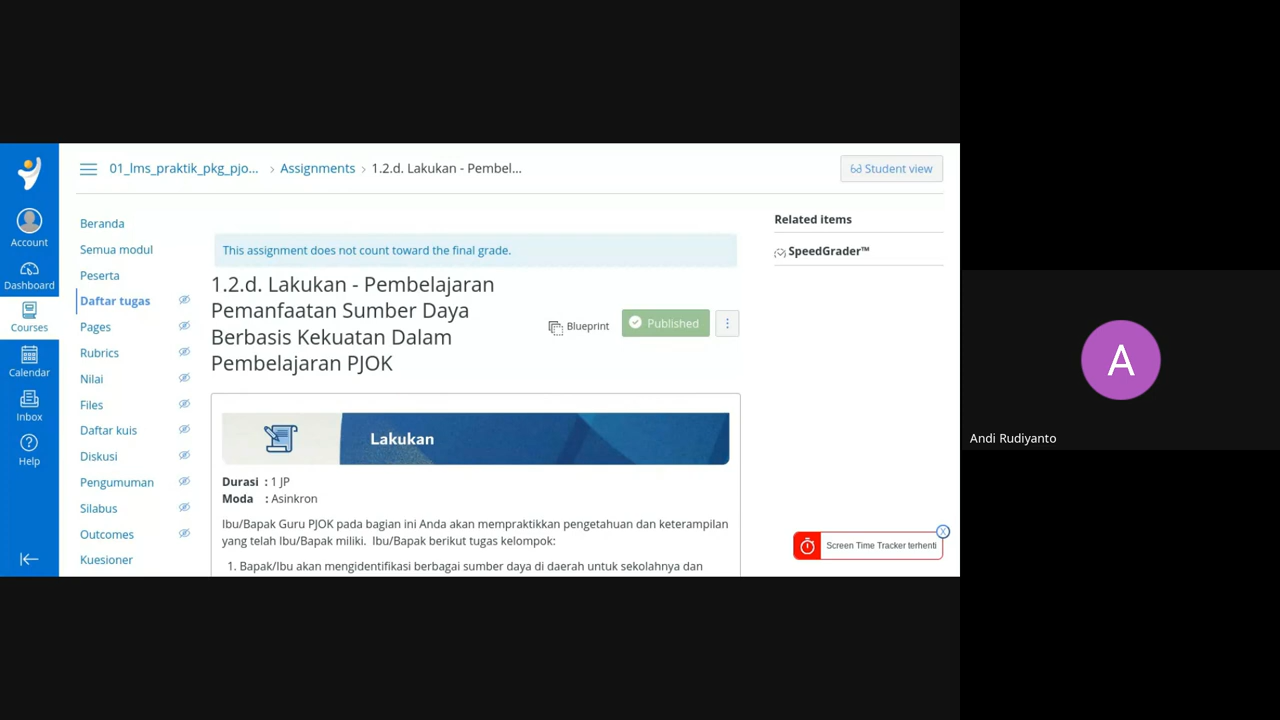 01_lms_praktik_pkg_pjo... > Assignments > 1.2.d. Lakukan - Pembel...
Student view
Account
Dashboard
Courses
Calendar
Inbox
Help
Beranda
Semua modul
Peserta
Daftar tugas
Pages
Rubrics
Nilai
Files
Daftar kuis
Diskusi
Pengumuman
Silabus
Outcomes
Kuesioner
This assignment does not count toward the final grade.
1.2.d. Lakukan - Pembelajaran
Pemanfaatan Sumber Daya
Berbasis Kekuatan Dalam
Pembelajaran PJOK
Blueprint
Published
Lakukan
Durasi : 1 JP
Moda : Asinkron
Ibu/Bapak Guru PJOK pada bagian ini Anda akan mempraktikkan pengetahuan dan keterampilan
yang telah Ibu/Bapak miliki. Ibu/Bapak berikut tugas kelompok:
1. Bapak/Ibu akan mengidentifikasi berbagai sumber daya di daerah untuk sekolahnya dan
Related items
SpeedGrader™
Screen Time Tracker terhenti
X
A
Andi Rudiyanto